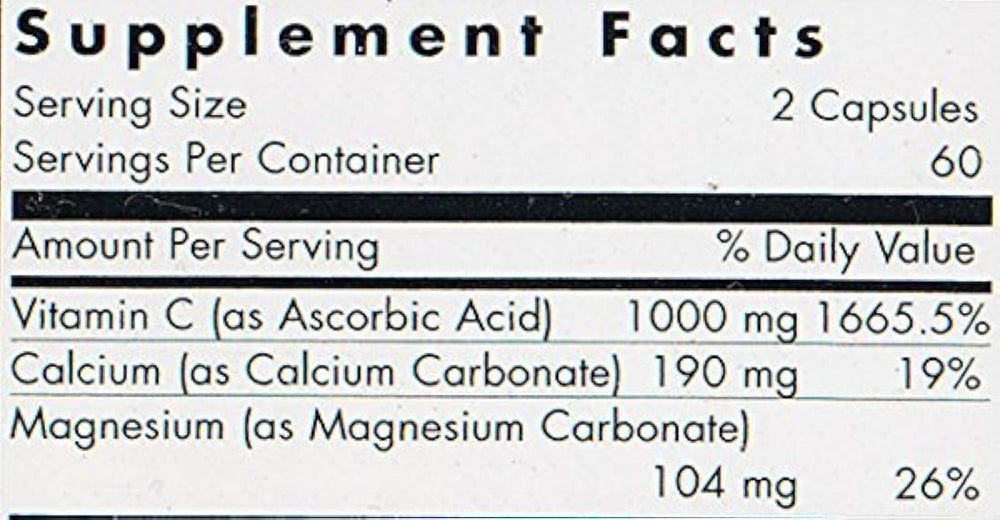 Supplement Facts
Serving Size 2 Capsules
Servings Per Container 60
Amount Per Serving % Daily Value
Vitamin C (as Ascorbic Acid) 1000 mg 1665.5%
Calcium (as Calcium Carbonate) 190 mg 19%
Magnesium (as Magnesium Carbonate)
104 mg 26%